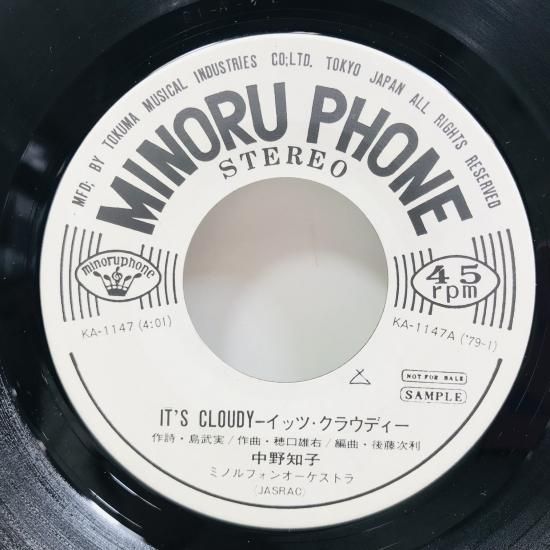 MFD; BY TOKUMA MUSICAL INDUSTRIES CO;LTD. TOKYO JAPAN ALL RIGHTS RESERVED
MINORU PHONE
STEREO
minoruphone
45
rpm
KA-1147 (4:01)
KA-1147A ('79-1)
NOT FOR SALE
SAMPLE
IT'S CLOUDY-イッツ・クラウディー
作詩・島武実/作曲・穂口雄右/編曲・後藤次利
中野知子
ミノルフォンオーケストラ
(JASRAC)